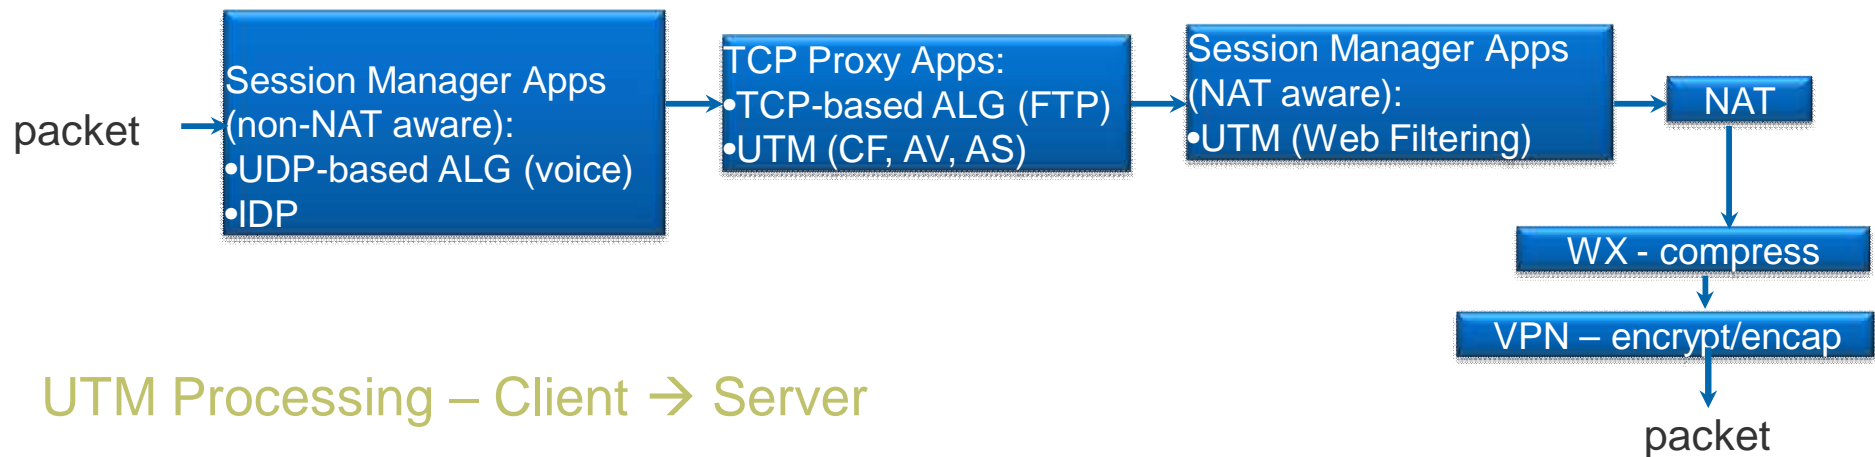 packet
Session Manager Apps
(non-NAT aware):
•UDP-based ALG (voice)
•IDP
TCP Proxy Apps:
•TCP-based ALG (FTP)
•UTM (CF, AV, AS)
Session Manager Apps
(NAT aware):
•UTM (Web Filtering)
NAT
WX - compress
VPN – encrypt/encap
packet
UTM Processing – Client → Server